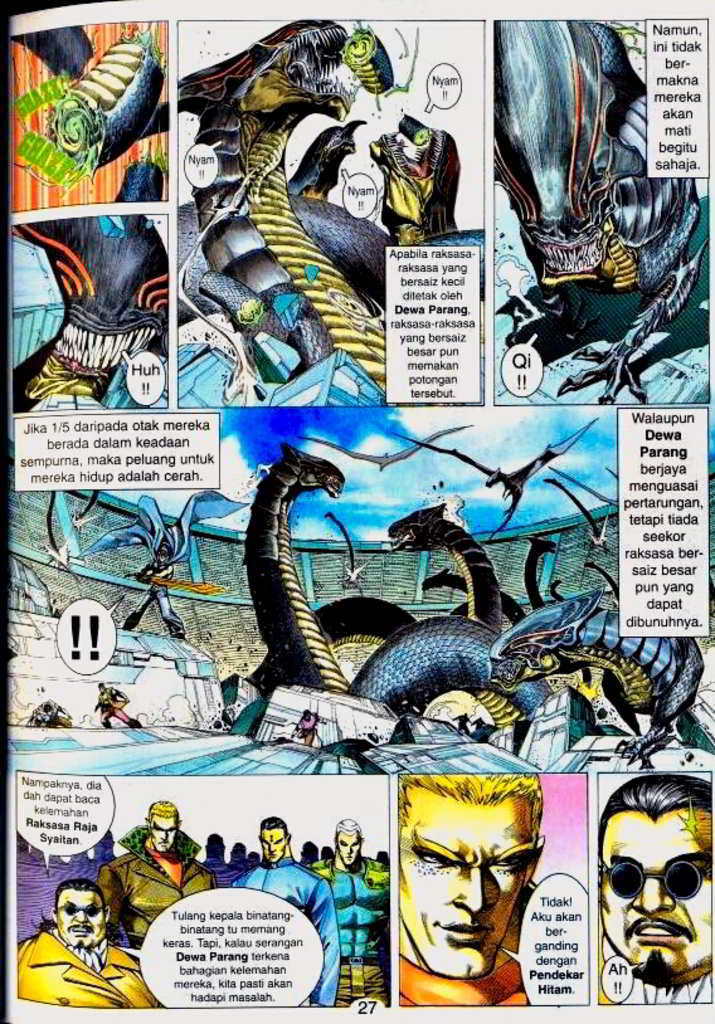 GRAZZ!
GRAZZ!
Nyam
!!
Nyam
!!
Nyam
!!
Apabila raksasa-
raksasa yang
bersaiz kecil
ditetak oleh
Dewa Parang,
raksasa-raksasa
yang bersaiz
besar pun
memakan
potongan
tersebut.
Namun,
ini tidak
ber-
makna
mereka
akan
mati
begitu
sahaja.
Huh
!!
Qi
!!
Jika 1/5 daripada otak mereka
berada dalam keadaan
sempurna, maka peluang untuk
mereka hidup adalah cerah.
Walaupun
Dewa
Parang
berjaya
menguasai
pertarungan,
tetapi tiada
seekor
raksasa ber-
saiz besar
pun yang
dapat
dibunuhnya.
!!
Nampaknya, dia
dah dapat baca
kelemahan
Raksasa Raja
Syaitan.
Tulang kepala binatang-
binatang tu memang
keras. Tapi, kalau serangan
Dewa Parang terkena
bahagian kelemahan
mereka, kita pasti akan
hadapi masalah.
Tidak!
Aku akan
ber-
ganding
dengan
Pendekar
Hitam.
Ah
!!
27